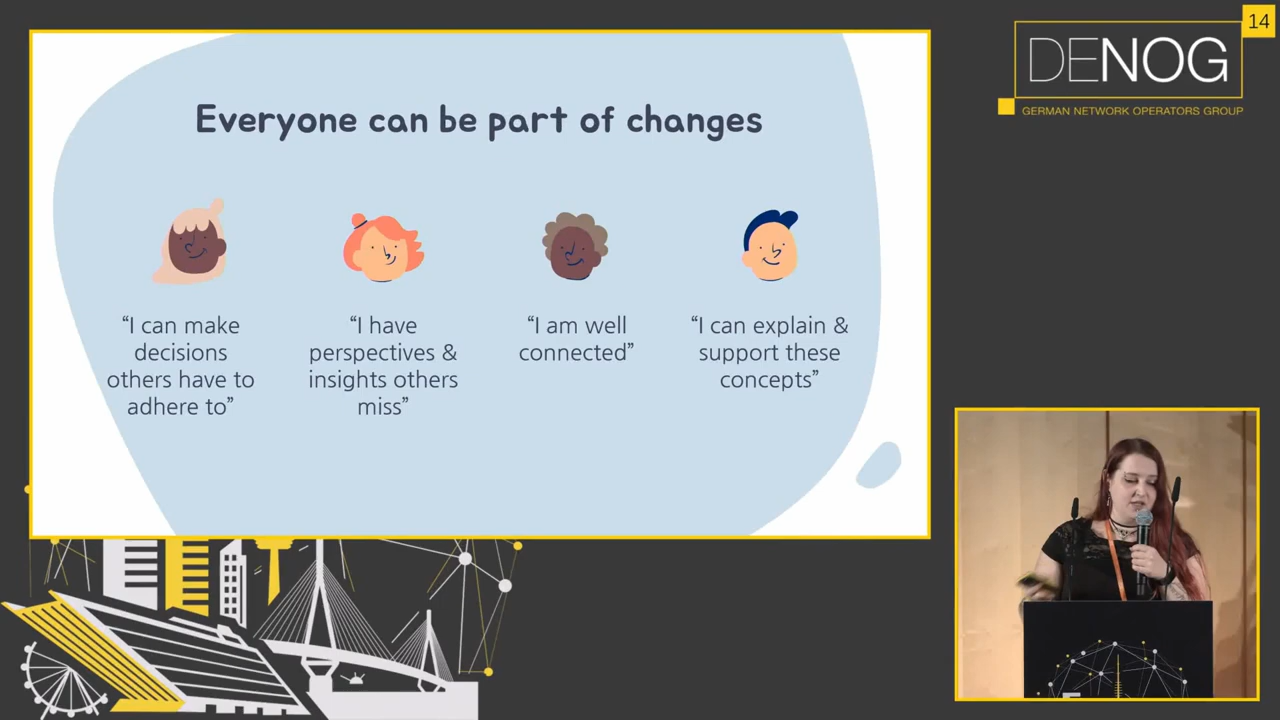 14
DENOG
GERMAN NETWORK OPERATORS GROUP
Everyone can be part of changes
“I can make
decisions
others have to
adhere to”
“I have
perspectives &
insights others
miss”
“I am well
connected”
“I can explain &
support these
concepts”